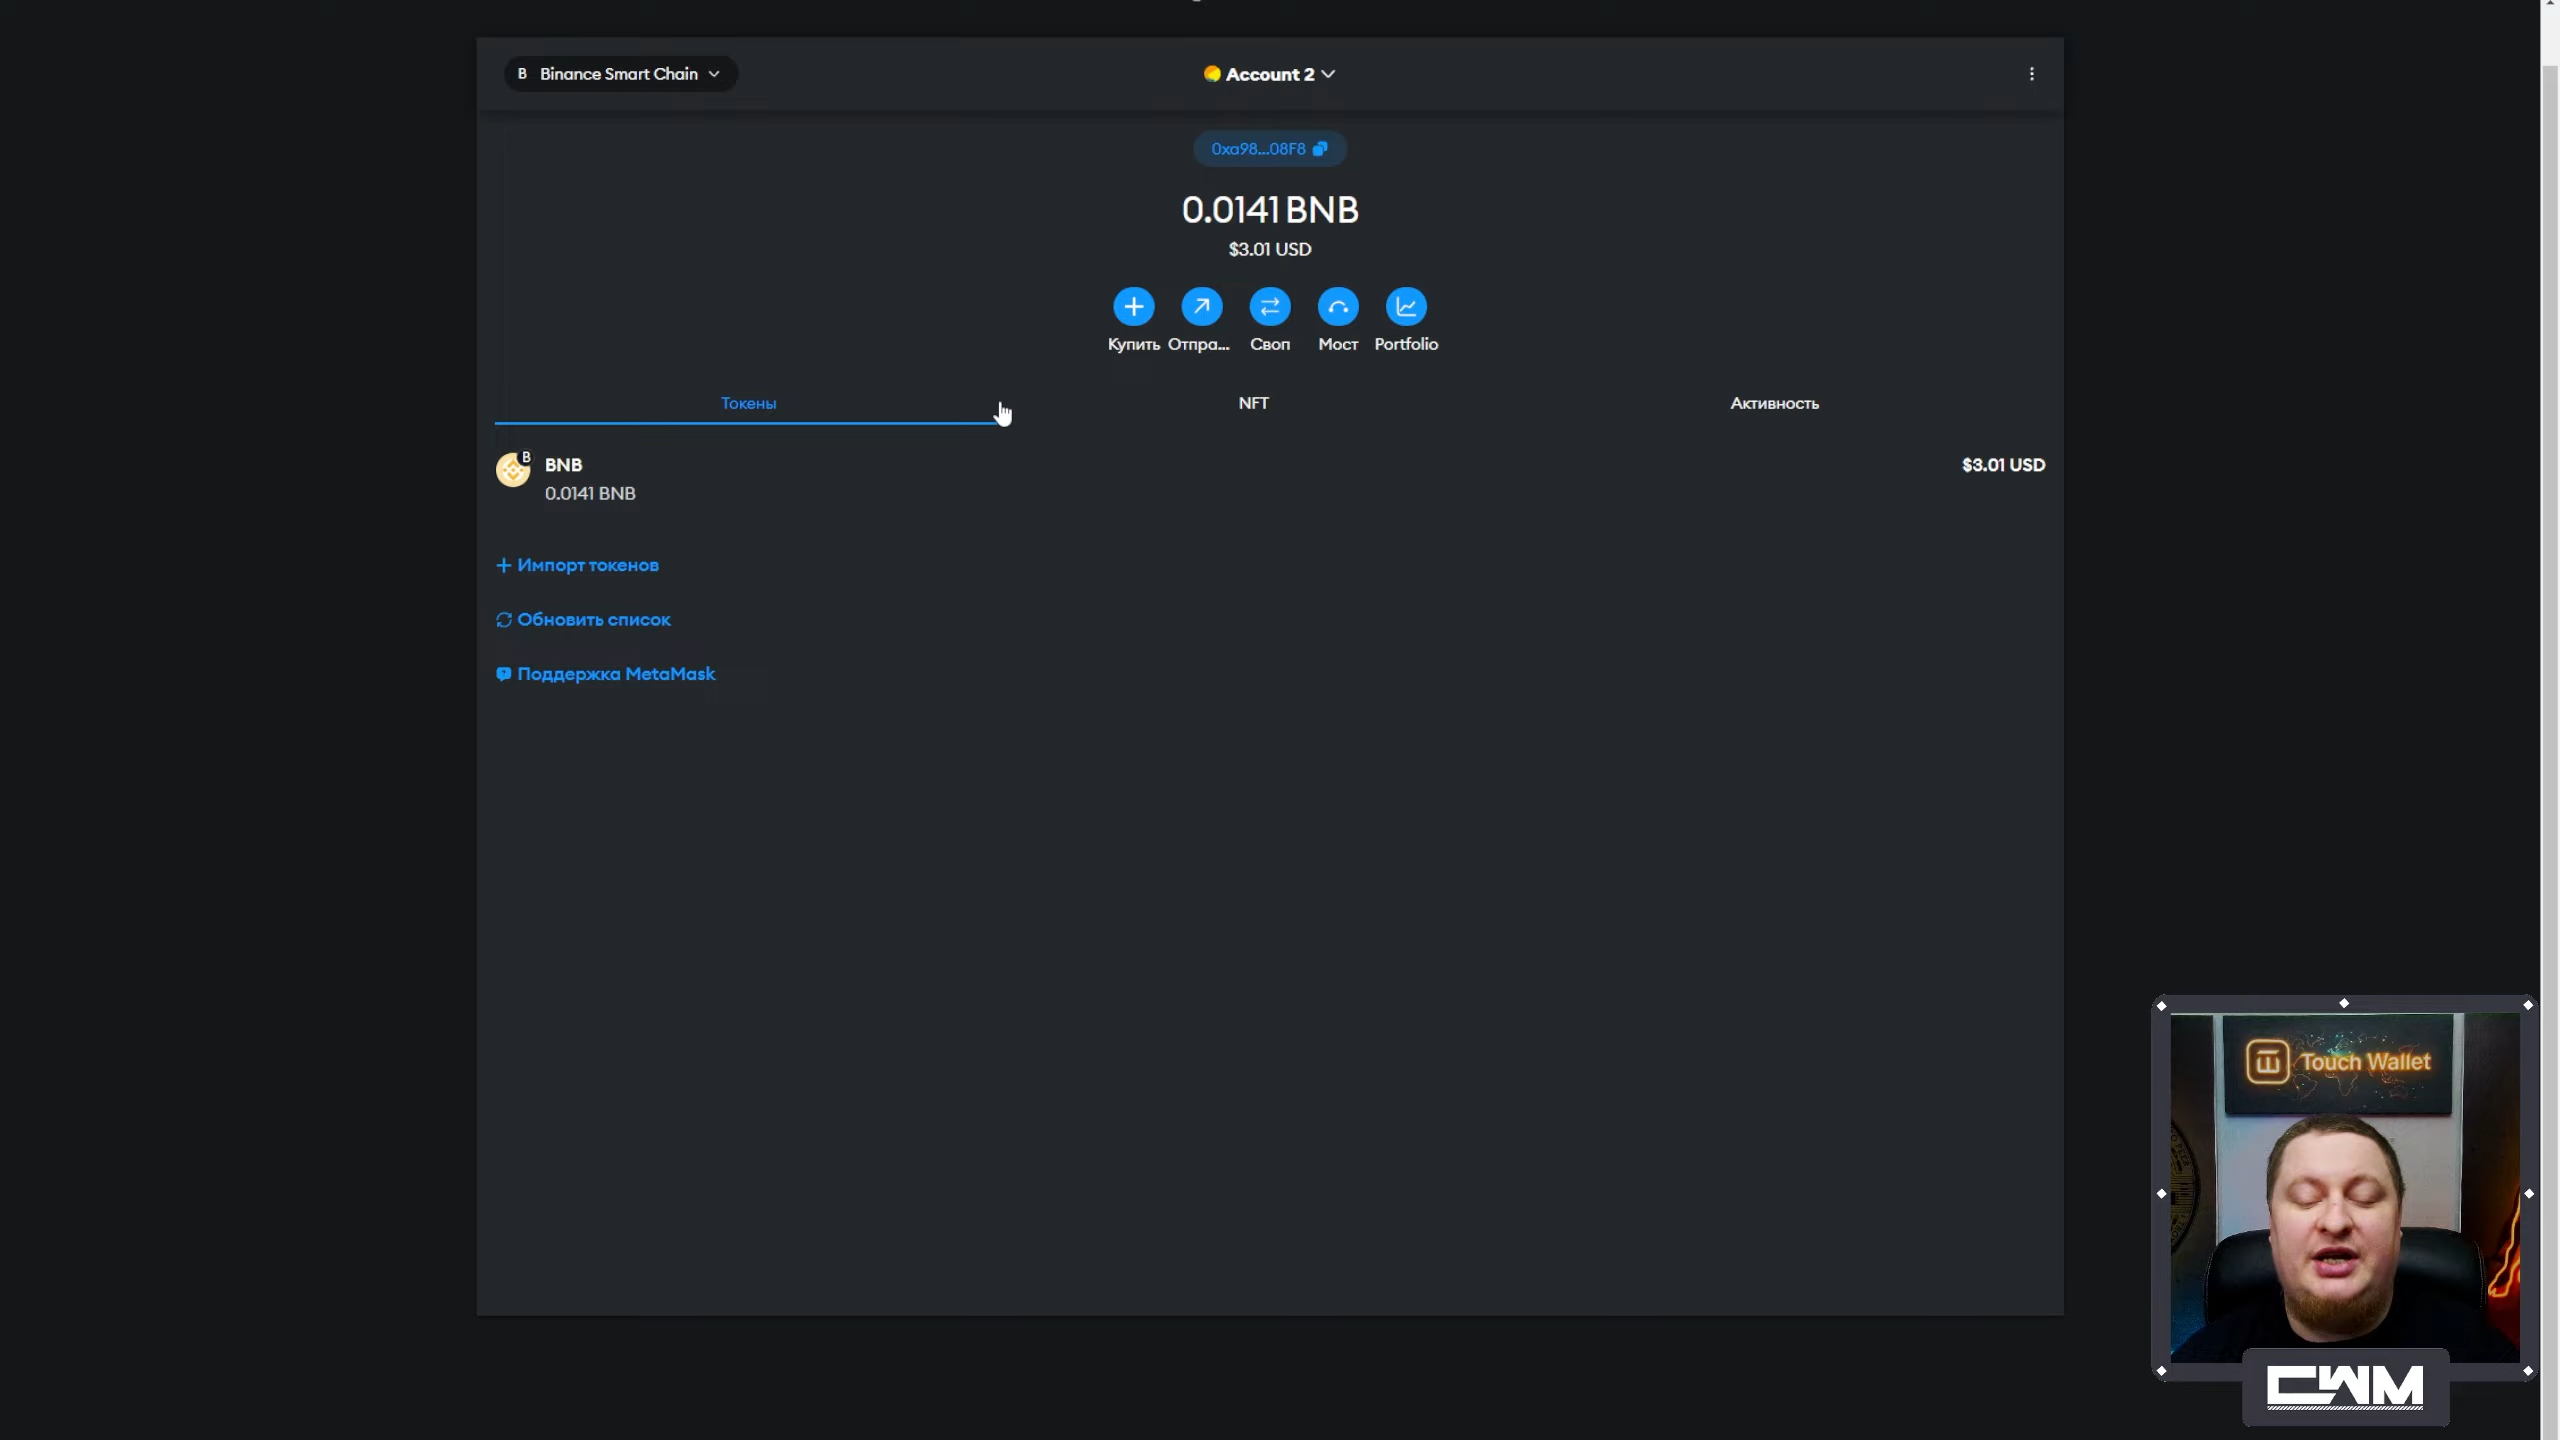 B Binance Smart Chain
Account 2
0xa98...08F8
0.0141 BNB
$3.01 USD
Купить
Отпра...
Своп
Мост
Portfolio
Токены
NFT
Активность
B
BNB
$3.01 USD
0.0141 BNB
Импорт токенов
Обновить список
Поддержка MetaMask
Touch Wallet
CWM